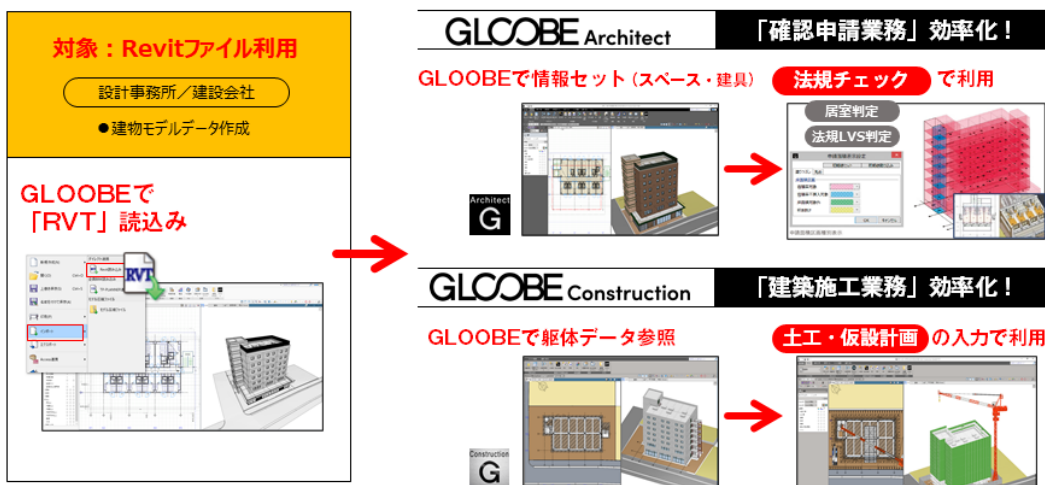 対象：Revitファイル利用
設計事務所／建設会社
●建物モデルデータ作成
GLOOBEで
「RVT」読込み
RVT
GLOOBE Architect
「確認申請業務」効率化！
GLOOBEで情報セット（スペース・建具）
法規チェック で利用
居室判定
法規LVS判定
Architect
G
GLOOBE Construction
「建築施工業務」効率化！
GLOOBEで躯体データ参照
土工・仮設計画 の入力で利用
Construction
G